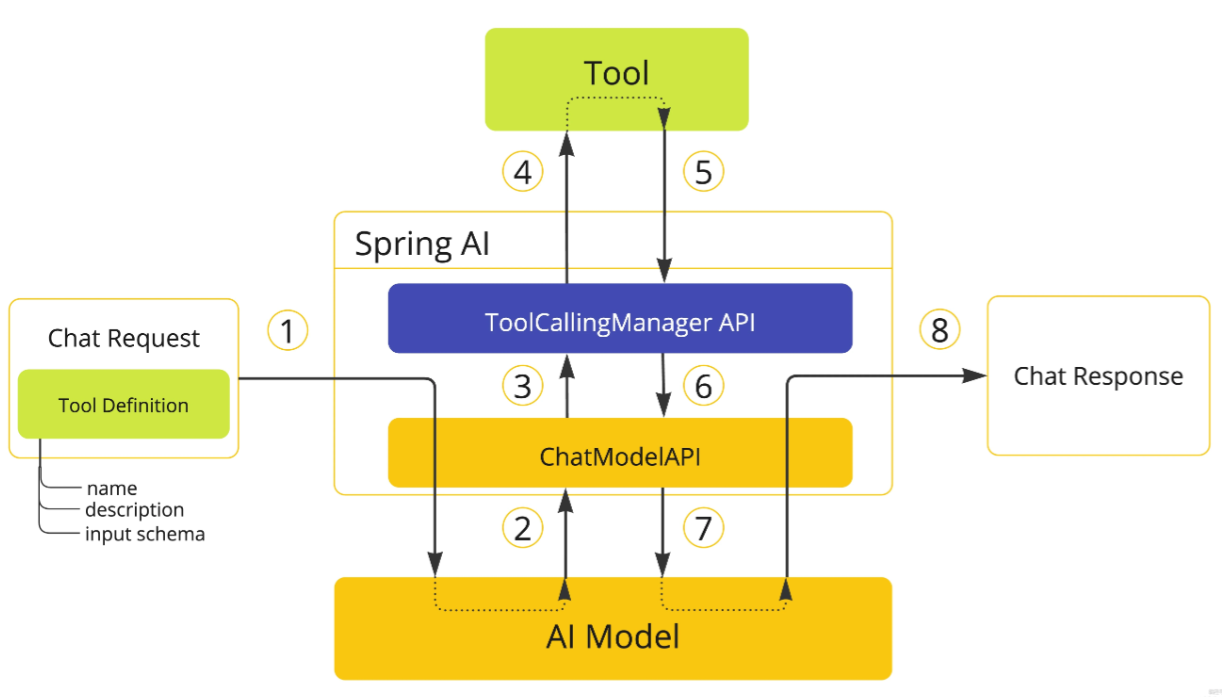 Tool
4
5
Spring AI
Chat Request
1
ToolCallingManager API
8
Tool Definition
3
6
Chat Response
ChatModelAPI
name
description
input schema
2
7
AI Model